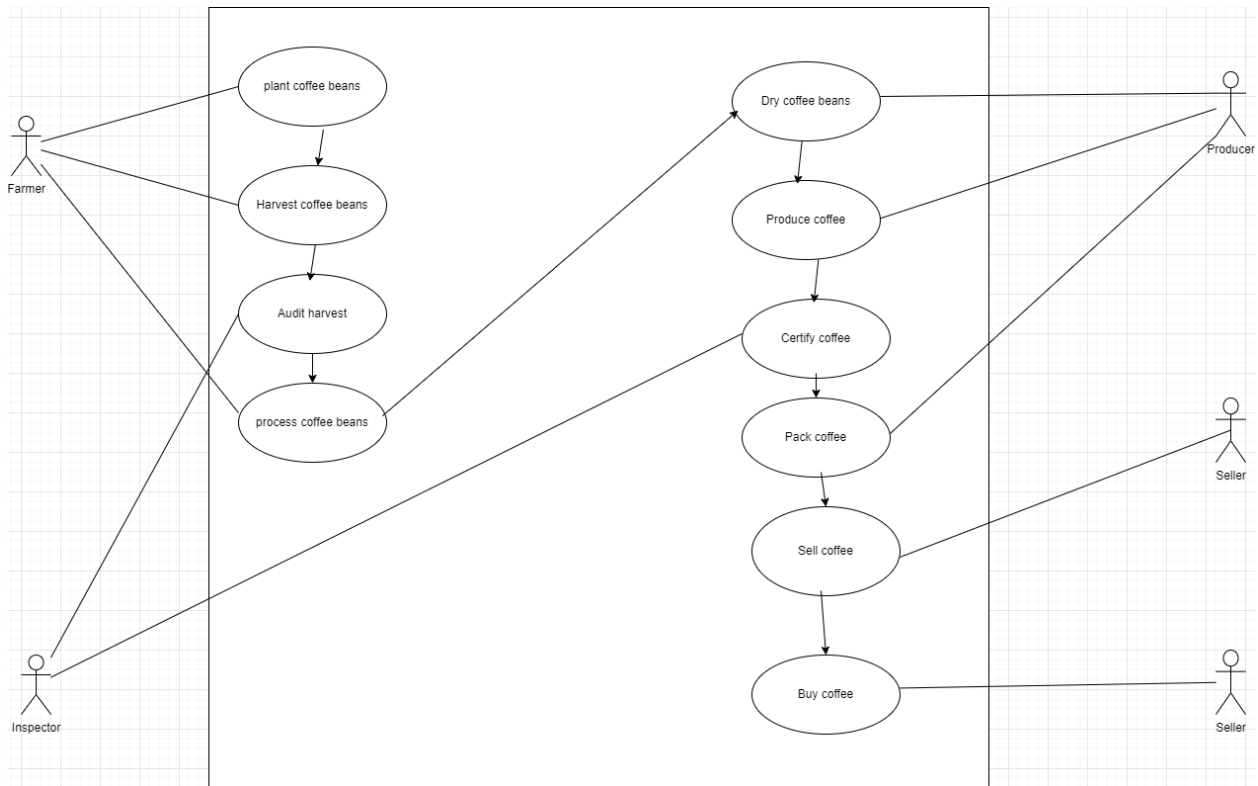 plant coffee beans
Dry coffee beans
Farmer
Producer
Harvest coffee beans
Produce coffee
Audit harvest
Certify coffee
process coffee beans
Pack coffee
Seller
Sell coffee
Inspector
Buy coffee
Seller